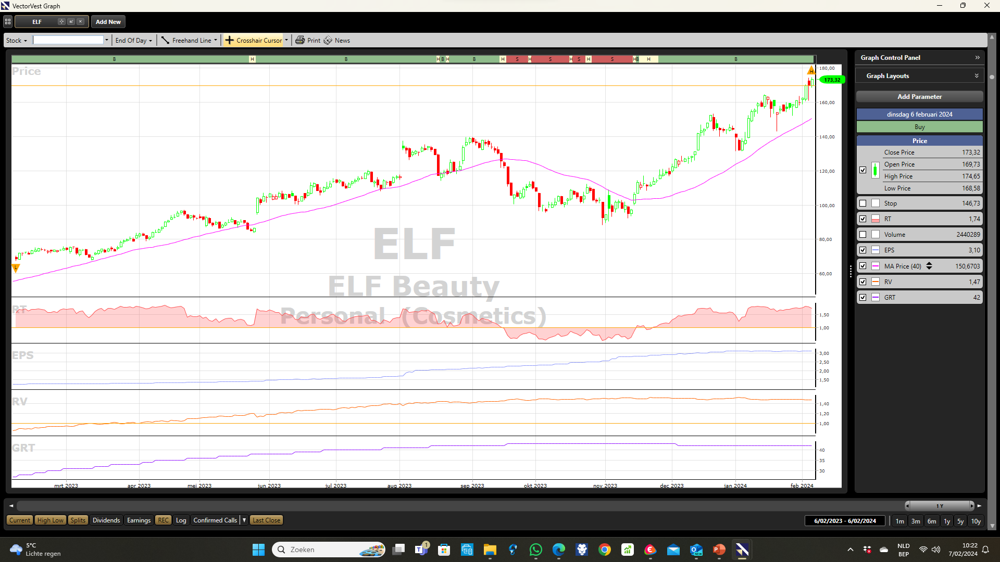 VectorVest Graph
ELF Add New
Stock End Of Day Freehand Line Crosshair Cursor Print News
B H B H B H B H S H S H S H S H B H B
Price
H
180,00
173,32
160,00
140,00
120,00
100,00
80,00
60,00
L
ELF
ELF Beauty
Personal (Cosmetics)
RT
1,50
1,00
EPS
3,00
2,50
2,00
1,50
RV
1,40
1,20
1,00
GRT
40
35
30
mrt 2023 apr 2023 mei 2023 jun 2023 jul 2023 aug 2023 sep 2023 okt 2023 nov 2023 dec 2023 jan 2024 feb 2024
Graph Control Panel
Graph Layouts
Add Parameter
dinsdag 6 februari 2024
Buy
Price
Close Price 173,32
Open Price 169,73
High Price 174,65
Low Price 168,58
Stop 146,73
RT 1,74
Volume 2440289
EPS 3,10
MA Price (40) 150,6703
RV 1,47
GRT 42
1 Y
Current High Low Splits Dividends Earnings REC Log Confirmed Calls Last Close
6/02/2023 - 6/02/2024 1m 3m 6m 1y 5y 10y
5°C
Lichte regen
Zoeken
1
NEW
NLD
BEP
10:22
7/02/2024